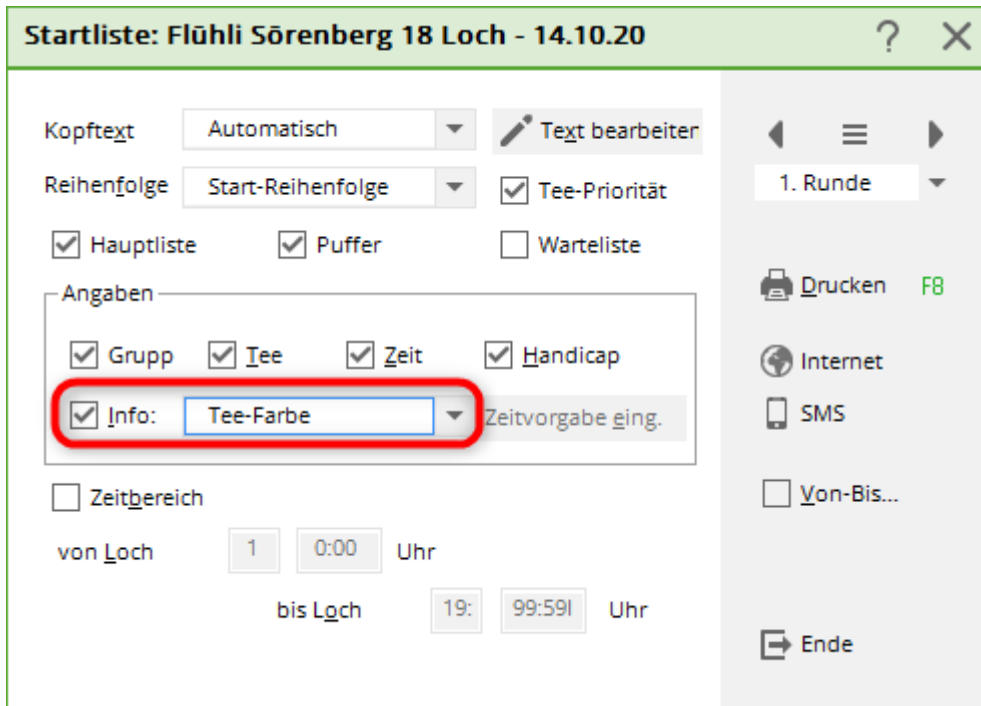 Startliste: Flühli Sörenberg 18 Loch - 14.10.20 ?
Kopftext Automatisch Text bearbeiter
Reihenfolge Start-Reihenfolge Tee-Priorität
Hauptliste Puffer Warteliste
Angaben
Grupp Tee Zeit Handicap
Info: Tee-Farbe Zeitvorgabe eing.
Zeitbereich
von Loch 1 0:00 Uhr
bis Loch 19: 99:59I Uhr
1. Runde
Drucken F8
Internet
SMS
Von-Bis...
Ende